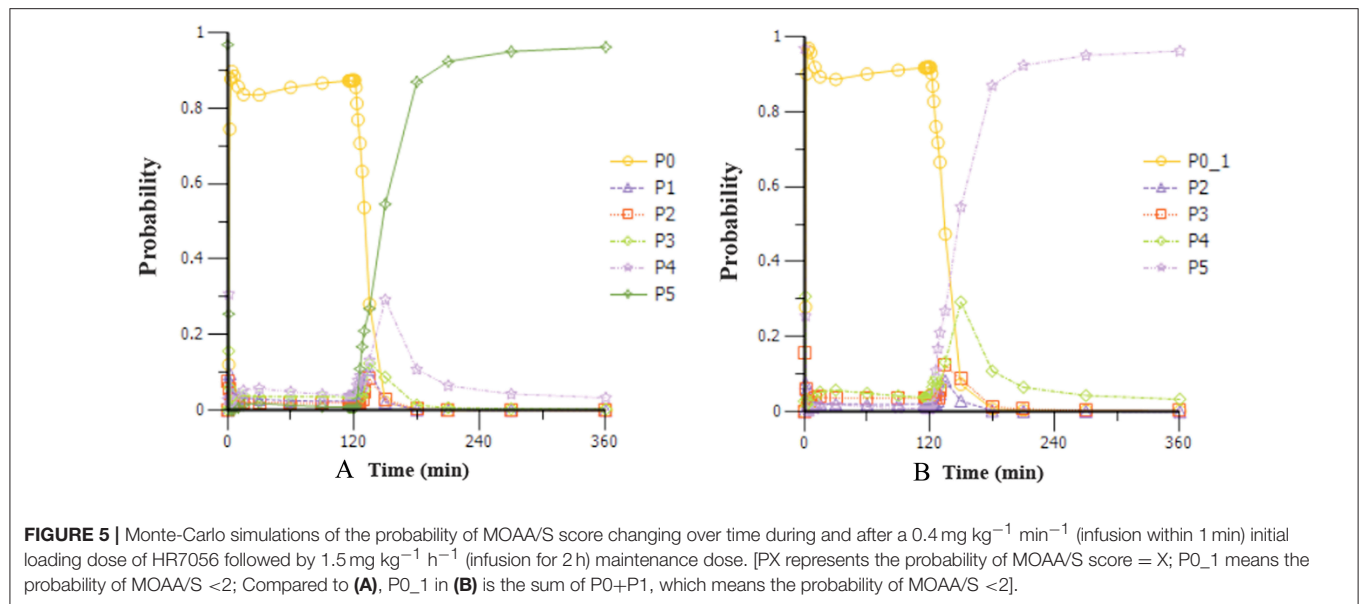 1
0.8
0.6
0.4
0.2
0
Probability
0 120 240 360
A Time (min)
P0
P1
P2
P3
P4
P5
1
0.8
0.6
0.4
0.2
0
Probability
0 120 240 360
B Time (min)
P0_1
P2
P3
P4
P5
FIGURE 5 | Monte-Carlo simulations of the probability of MOAA/S score changing over time during and after a 0.4 mg kg⁻¹ min⁻¹ (infusion within 1 min) initial
loading dose of HR7056 followed by 1.5 mg kg⁻¹ h⁻¹ (infusion for 2 h) maintenance dose. [PX represents the probability of MOAA/S score = X; P0_1 means the
probability of MOAA/S <2; Compared to (A), P0_1 in (B) is the sum of P0+P1, which means the probability of MOAA/S <2].